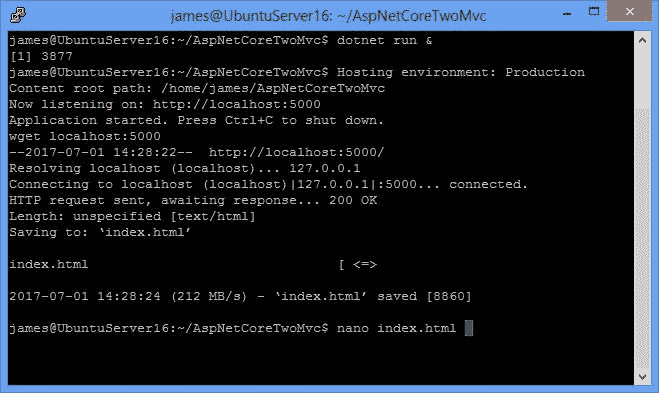 james@UbuntuServer16:~/AspNetCoreTwoMvc
james@UbuntuServer16:~/AspNetCoreTwoMvc$ dotnet run &
[1] 3877
james@UbuntuServer16:~/AspNetCoreTwoMvc$ Hosting environment: Production
Content root path: /home/james/AspNetCoreTwoMvc
Now listening on: http://localhost:5000
Application started. Press Ctrl+C to shut down.
wget localhost:5000
--2017-07-01 14:28:22--  http://localhost:5000/
Resolving localhost (localhost)... 127.0.0.1
Connecting to localhost (localhost)|127.0.0.1|:5000... connected.
HTTP request sent, awaiting response... 200 OK
Length: unspecified [text/html]
Saving to: ‘index.html’
index.html                              [ <=>
2017-07-01 14:28:24 (212 MB/s) - ‘index.html’ saved [8860]
james@UbuntuServer16:~/AspNetCoreTwoMvc$ nano index.html